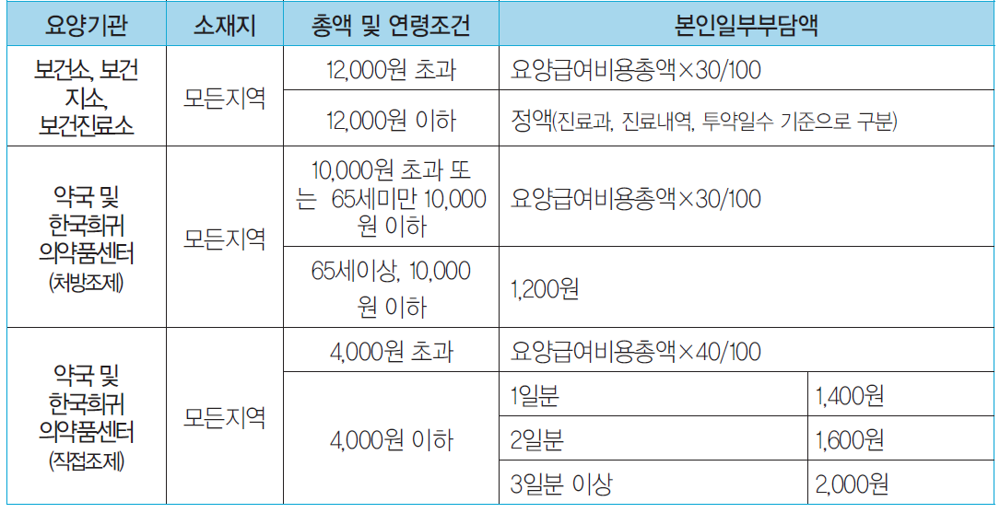 요양기관 소재지 총액 및 연령조건 본인일부부담액
보건소, 보건
지소,
보건진료소
모든지역
12,000원 초과 요양급여비용총액×30/100
12,000원 이하 정액(진료과, 진료내역, 투약일수 기준으로 구분)
약국 및
한국희귀
의약품센터
(처방조제)
모든지역
10,000원 초과 또
는 65세미만 10,000
원 이하
요양급여비용총액×30/100
65세이상, 10,000
원 이하
1,200원
약국 및
한국희귀
의약품센터
(직접조제)
모든지역
4,000원 초과 요양급여비용총액×40/100
4,000원 이하
1일분 1,400원
2일분 1,600원
3일분 이상 2,000원